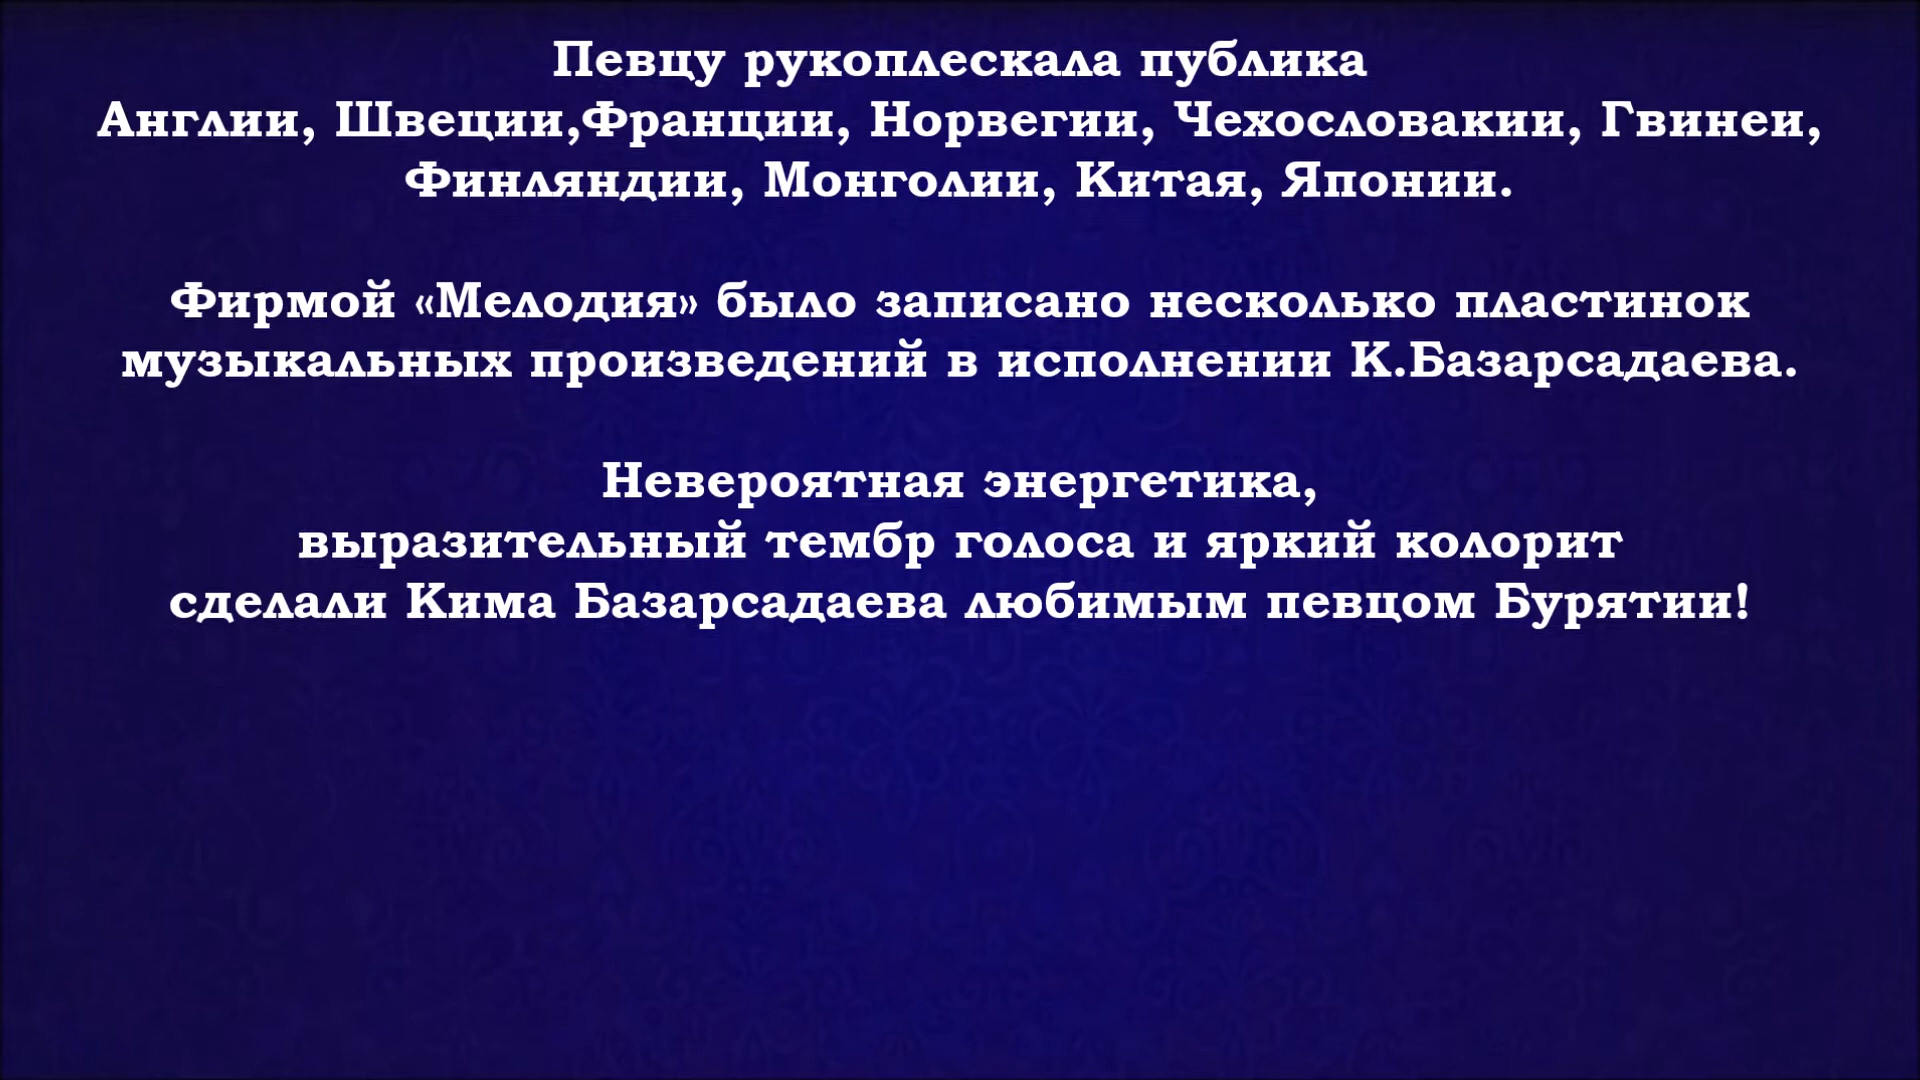 Певцу рукоплескала публика
Англии, Швеции,Франции, Норвегии, Чехословакии, Гвинеи,
Финляндии, Монголии, Китая, Японии.
Фирмой «Мелодия» было записано несколько пластинок
музыкальных произведений в исполнении К.Базарсадаева.
Невероятная энергетика,
выразительный тембр голоса и яркий колорит
сделали Кима Базарсадаева любимым певцом Бурятии!